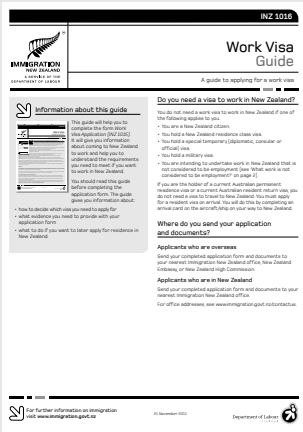 INZ 1016
IMMIGRATION
NEW ZEALAND
A SERVICE OF THE
DEPARTMENT OF LABOUR
Work Visa
Guide
A guide to applying for a work visa
Information about this guide
This guide will help you to
complete the form Work
Visa Application (INZ 1015).
It will give you information
about coming to New Zealand
to work and help you to
understand the requirements
you need to meet if you want
to work in New Zealand.
You should read this guide
before completing the
application form. The guide
gives you information about:
• how to decide which visa you need to apply for
• what evidence you need to provide with your
application form
• what to do if you want to later apply for residence in
New Zealand.
Do you need a visa to work in New Zealand?
You do not need a work visa to work in New Zealand if one of
the following applies to you.
• You are a New Zealand citizen.
• You hold a New Zealand residence class visa.
• You hold a special temporary (diplomatic, consular or
official) visa.
• You hold a military visa.
• You are intending to undertake work in New Zealand that is
not considered to be employment (see 'What work is not
considered to be employment?' on page 2).
If you are the holder of a current Australian permanent
residence visa or a current Australian resident return visa, you
do not need to apply for a visa to New Zealand. You must apply
for a resident visa on arrival. You will do this by completing an
arrival card on the aircraft/ship on your way to New Zealand.
Where do you send your application
and documents?
Applicants who are overseas
Send your completed application form and documents to
your nearest Immigration New Zealand office, New Zealand
Embassy, or New Zealand High Commission.
Applicants who are in New Zealand
Send your completed application form and documents to your
nearest Immigration New Zealand office.
For office addresses, see www.immigration.govt.nz/contactus.
For further information on immigration
visit www.immigration.govt.nz
November 2011
Department of Labour